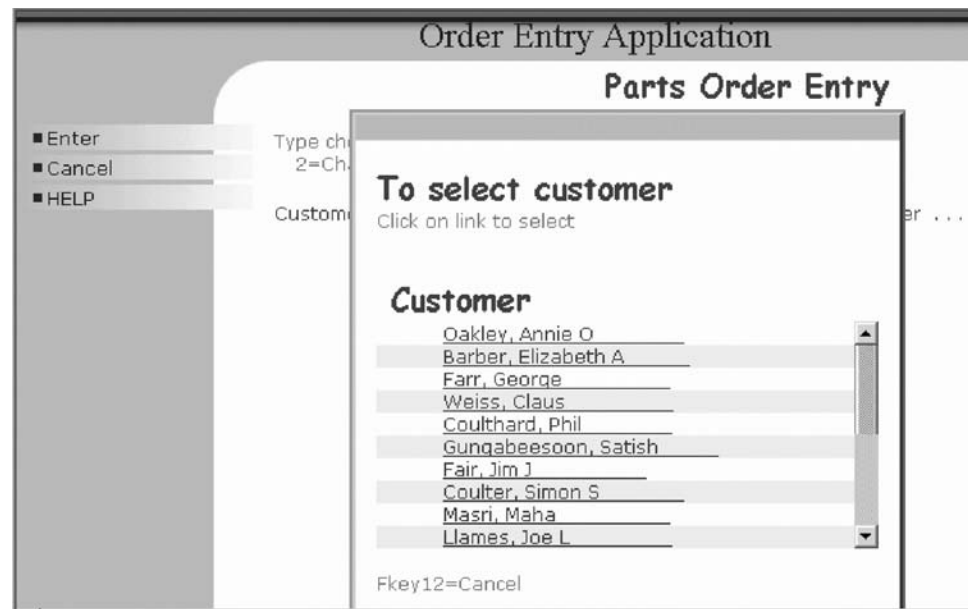 Order Entry Application
Parts Order Entry
Enter
Cancel
HELP
Type ch
2=Ch
Custom
er ...
To select customer
Click on link to select
Customer
Oakley, Annie O
Barber, Elizabeth A
Farr, George
Weiss, Claus
Coulthard, Phil
Gungabeesoon, Satish
Fair, Jim J
Coulter, Simon S
Masri, Maha
Llames, Joe L
Fkey12=Cancel